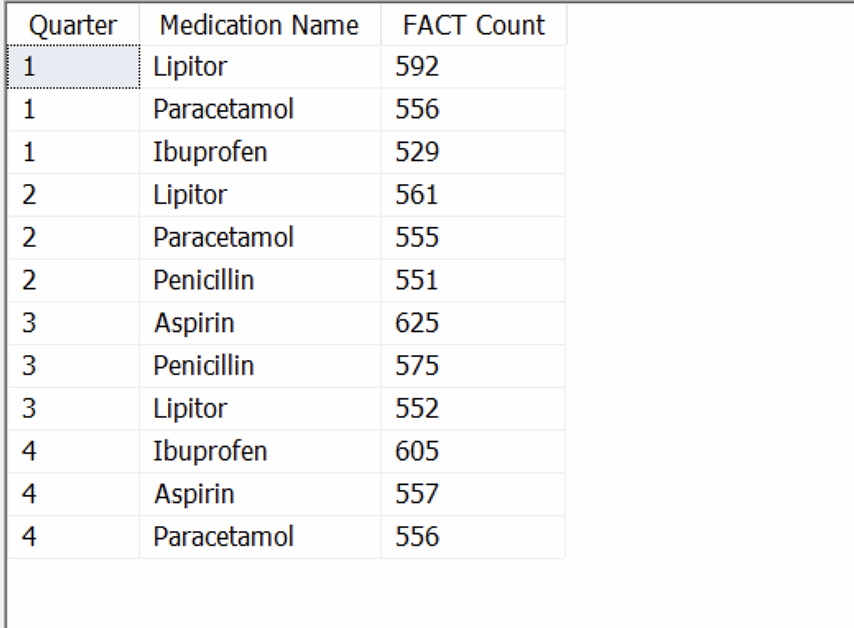 Quarter Medication Name FACT Count
1 Lipitor 592
1 Paracetamol 556
1 Ibuprofen 529
2 Lipitor 561
2 Paracetamol 555
2 Penicillin 551
3 Aspirin 625
3 Penicillin 575
3 Lipitor 552
4 Ibuprofen 605
4 Aspirin 557
4 Paracetamol 556